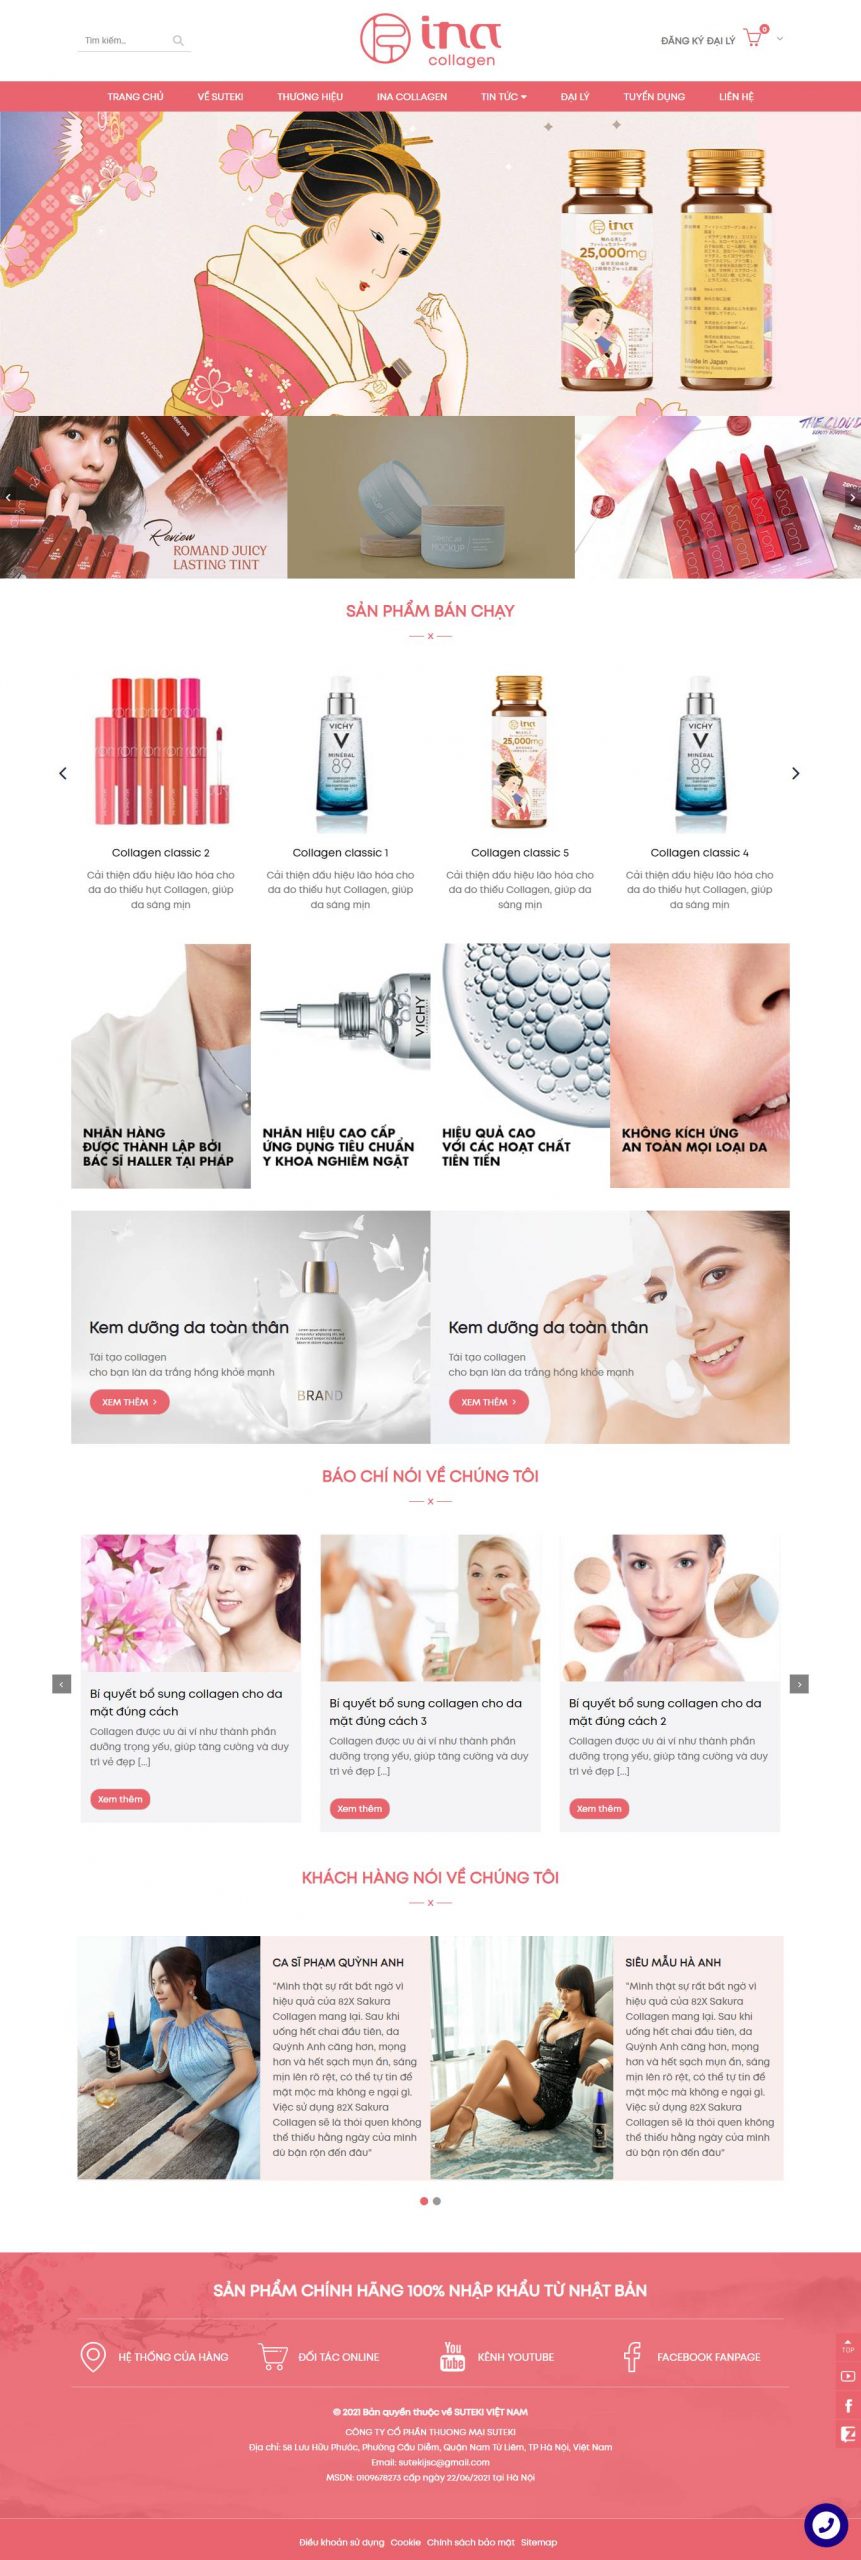 Tìm kiếm...
ina
collagen
ĐĂNG KÝ ĐẠI LÝ
0
TRANG CHỦ
VỀ SUTEKI
THƯƠNG HIỆU
INA COLLAGEN
TIN TỨC
ĐẠI LÝ
TUYỂN DỤNG
LIÊN HỆ
ina
collagen
25,000mg
Made in Japan
Review
ROMAND JUICY
LASTING TINT
MOCKUP
THE CLOUD
SẢN PHẨM BÁN CHẠY
VICHY
MINÉRAL
89
ina
25,000mg
VICHY
MINÉRAL
89
Collagen classic 2
Collagen classic 1
Collagen classic 5
Collagen classic 4
Cải thiện dấu hiệu lão hóa cho
da do thiếu hụt Collagen, giúp
da sáng mịn
Cải thiện dấu hiệu lão hóa cho
da do thiếu hụt Collagen, giúp
da sáng mịn
Cải thiện dấu hiệu lão hóa cho
da do thiếu Collagen, giúp da
sáng mịn
Cải thiện dấu hiệu lão hóa cho
da do thiếu hụt Collagen, giúp
da sáng mịn
VICHY
NHÃN HÀNG
ĐƯỢC THÀNH LẬP BỞI
BÁC SĨ HALLER TẠI PHÁP
NHÃN HIỆU CAO CẤP
ỨNG DỤNG TIÊU CHUẨN
Y KHOA NGHIÊM NGẶT
HIỆU QUẢ CAO
VỚI CÁC HOẠT CHẤT
TIÊN TIẾN
KHÔNG KÍCH ỨNG
AN TOÀN MỌI LOẠI DA
Kem dưỡng da toàn thân
Tái tạo collagen
cho bạn làn da trắng hồng khỏe mạnh
XEM THÊM
BRAND
Kem dưỡng da toàn thân
Tái tạo collagen
cho bạn làn da trắng hồng khỏe mạnh
XEM THÊM
BÁO CHÍ NÓI VỀ CHÚNG TÔI
Bí quyết bổ sung collagen cho da
mặt đúng cách
Collagen được ưu ái ví như thành phần
dưỡng trọng yếu, giúp tăng cường và duy
trì vẻ đẹp [...]
Xem thêm
Bí quyết bổ sung collagen cho da
mặt đúng cách 3
Collagen được ưu ái ví như thành phần
dưỡng trọng yếu, giúp tăng cường và duy
trì vẻ đẹp [...]
Xem thêm
Bí quyết bổ sung collagen cho da
mặt đúng cách 2
Collagen được ưu ái ví như thành phần
dưỡng trọng yếu, giúp tăng cường và duy
trì vẻ đẹp [...]
Xem thêm
KHÁCH HÀNG NÓI VỀ CHÚNG TÔI
CA SĨ PHẠM QUỲNH ANH
"Mình thật sự rất bất ngờ vì
hiệu quả của 82X Sakura
Collagen mang lại. Sau khi
uống hết chai đầu tiên, da
Quỳnh Anh căng hơn, mọng
hơn và hết sạch mụn ẩn, sáng
mịn lên rõ rệt, có thể tự tin để
mặt mộc mà không e ngại gì.
Việc sử dụng 82X Sakura
Collagen sẽ là thói quen không
thể thiếu hằng ngày của mình
dù bận rộn đến đâu"
SIÊU MẪU HÀ ANH
"Mình thật sự rất bất ngờ vì
hiệu quả của 82X Sakura
Collagen mang lại. Sau khi
uống hết chai đầu tiên, da
Quỳnh Anh căng hơn, mọng
hơn và hết sạch mụn ẩn, sáng
mịn lên rõ rệt, có thể tự tin để
mặt mộc mà không e ngại gì.
Việc sử dụng 82X Sakura
Collagen sẽ là thói quen không
thể thiếu hằng ngày của mình
dù bận rộn đến đâu"
SẢN PHẨM CHÍNH HÃNG 100% NHẬP KHẨU TỪ NHẬT BẢN
HỆ THỐNG CỬA HÀNG
ĐỐI TÁC ONLINE
You
Tube
KÊNH YOUTUBE
FACEBOOK FANPAGE
TOP
© 2021 Bản quyền thuộc về SUTEKI VIỆT NAM
CÔNG TY CỔ PHẦN THƯƠNG MẠI SUTEKI
Địa chỉ: 58 Lưu Hữu Phước, Phường Cầu Diễm, Quận Nam Từ Liêm, TP Hà Nội, Việt Nam
Email: sutekijsc@gmail.com
MSDN: 0109678273 cấp ngày 22/06/2021 tại Hà Nội
Điều khoản sử dụng
Cookie
Chính sách bảo mật
Sitemap